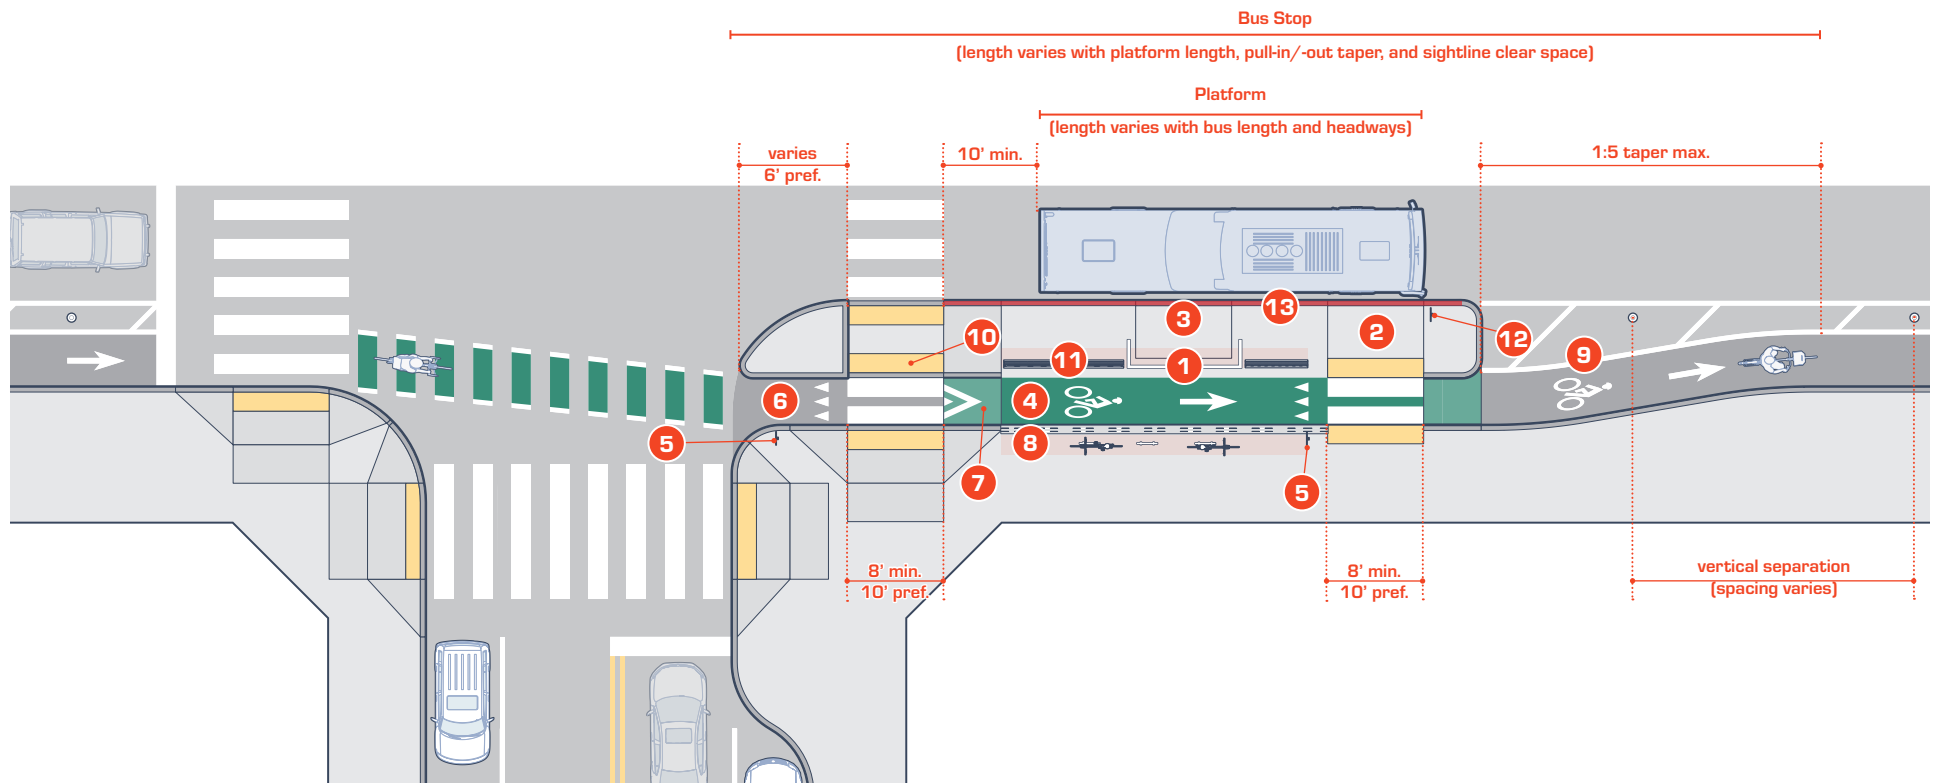 Bus Stop
(length varies with platform length, pull-in/-out taper, and sightline clear space)
Platform
(length varies with bus length and headways)
varies
6' pref.
10' min.
1:5 taper max.
13
3
2
10
12
11
9
1
6
4
5
8
7
5
8' min.
10' pref.
8' min.
10' pref.
vertical separation
(spacing varies)